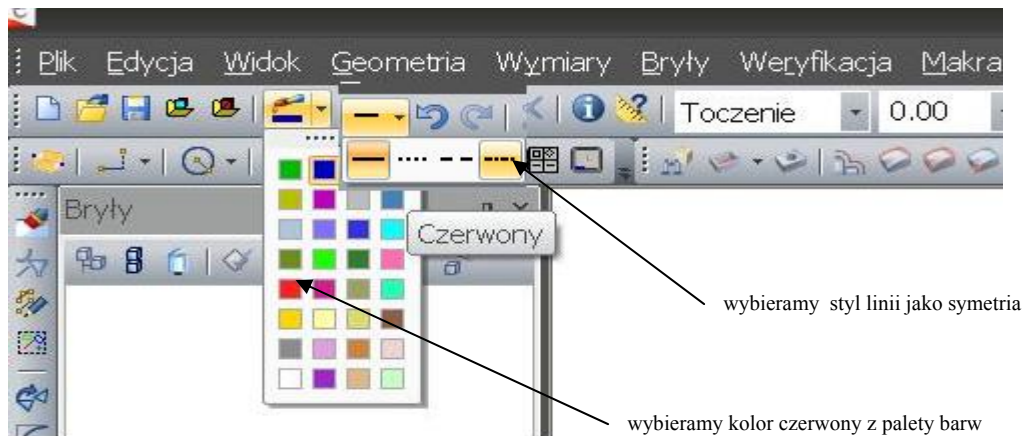 Plik Edycja Widok Geometria Wymiary Bryły Weryfikacja Makra
Toczenie 0.00
Bryły
Czerwony
wybieramy styl linii jako symetria
wybieramy kolor czerwony z palety barw